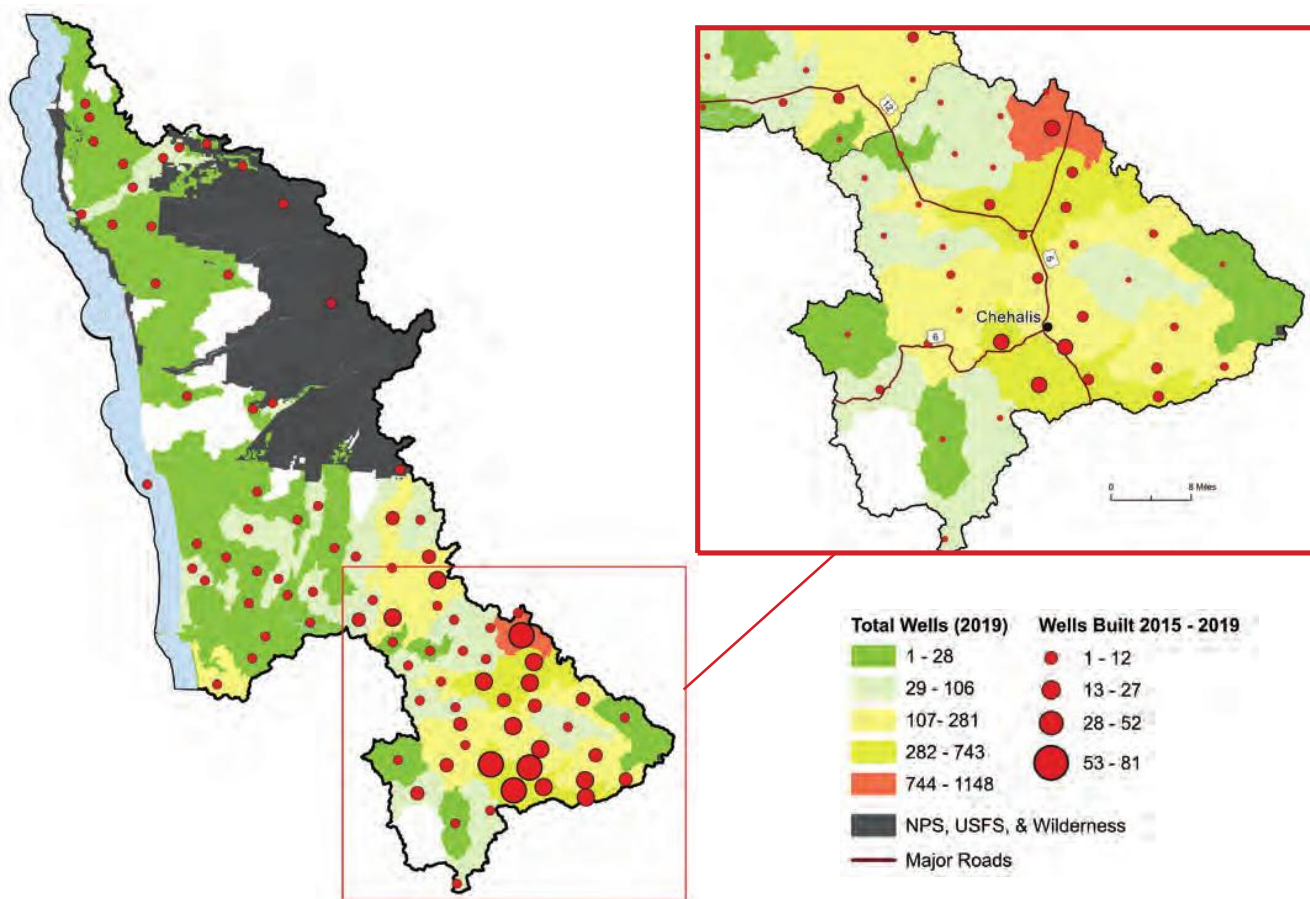 12
5
Chehalis
6
0 8 Miles
Total Wells (2019)
1 - 28
29 - 106
107- 281
282 - 743
744 - 1148
NPS, USFS, & Wilderness
Major Roads
Wells Built 2015 - 2019
1 - 12
13 - 27
28 - 52
53 - 81